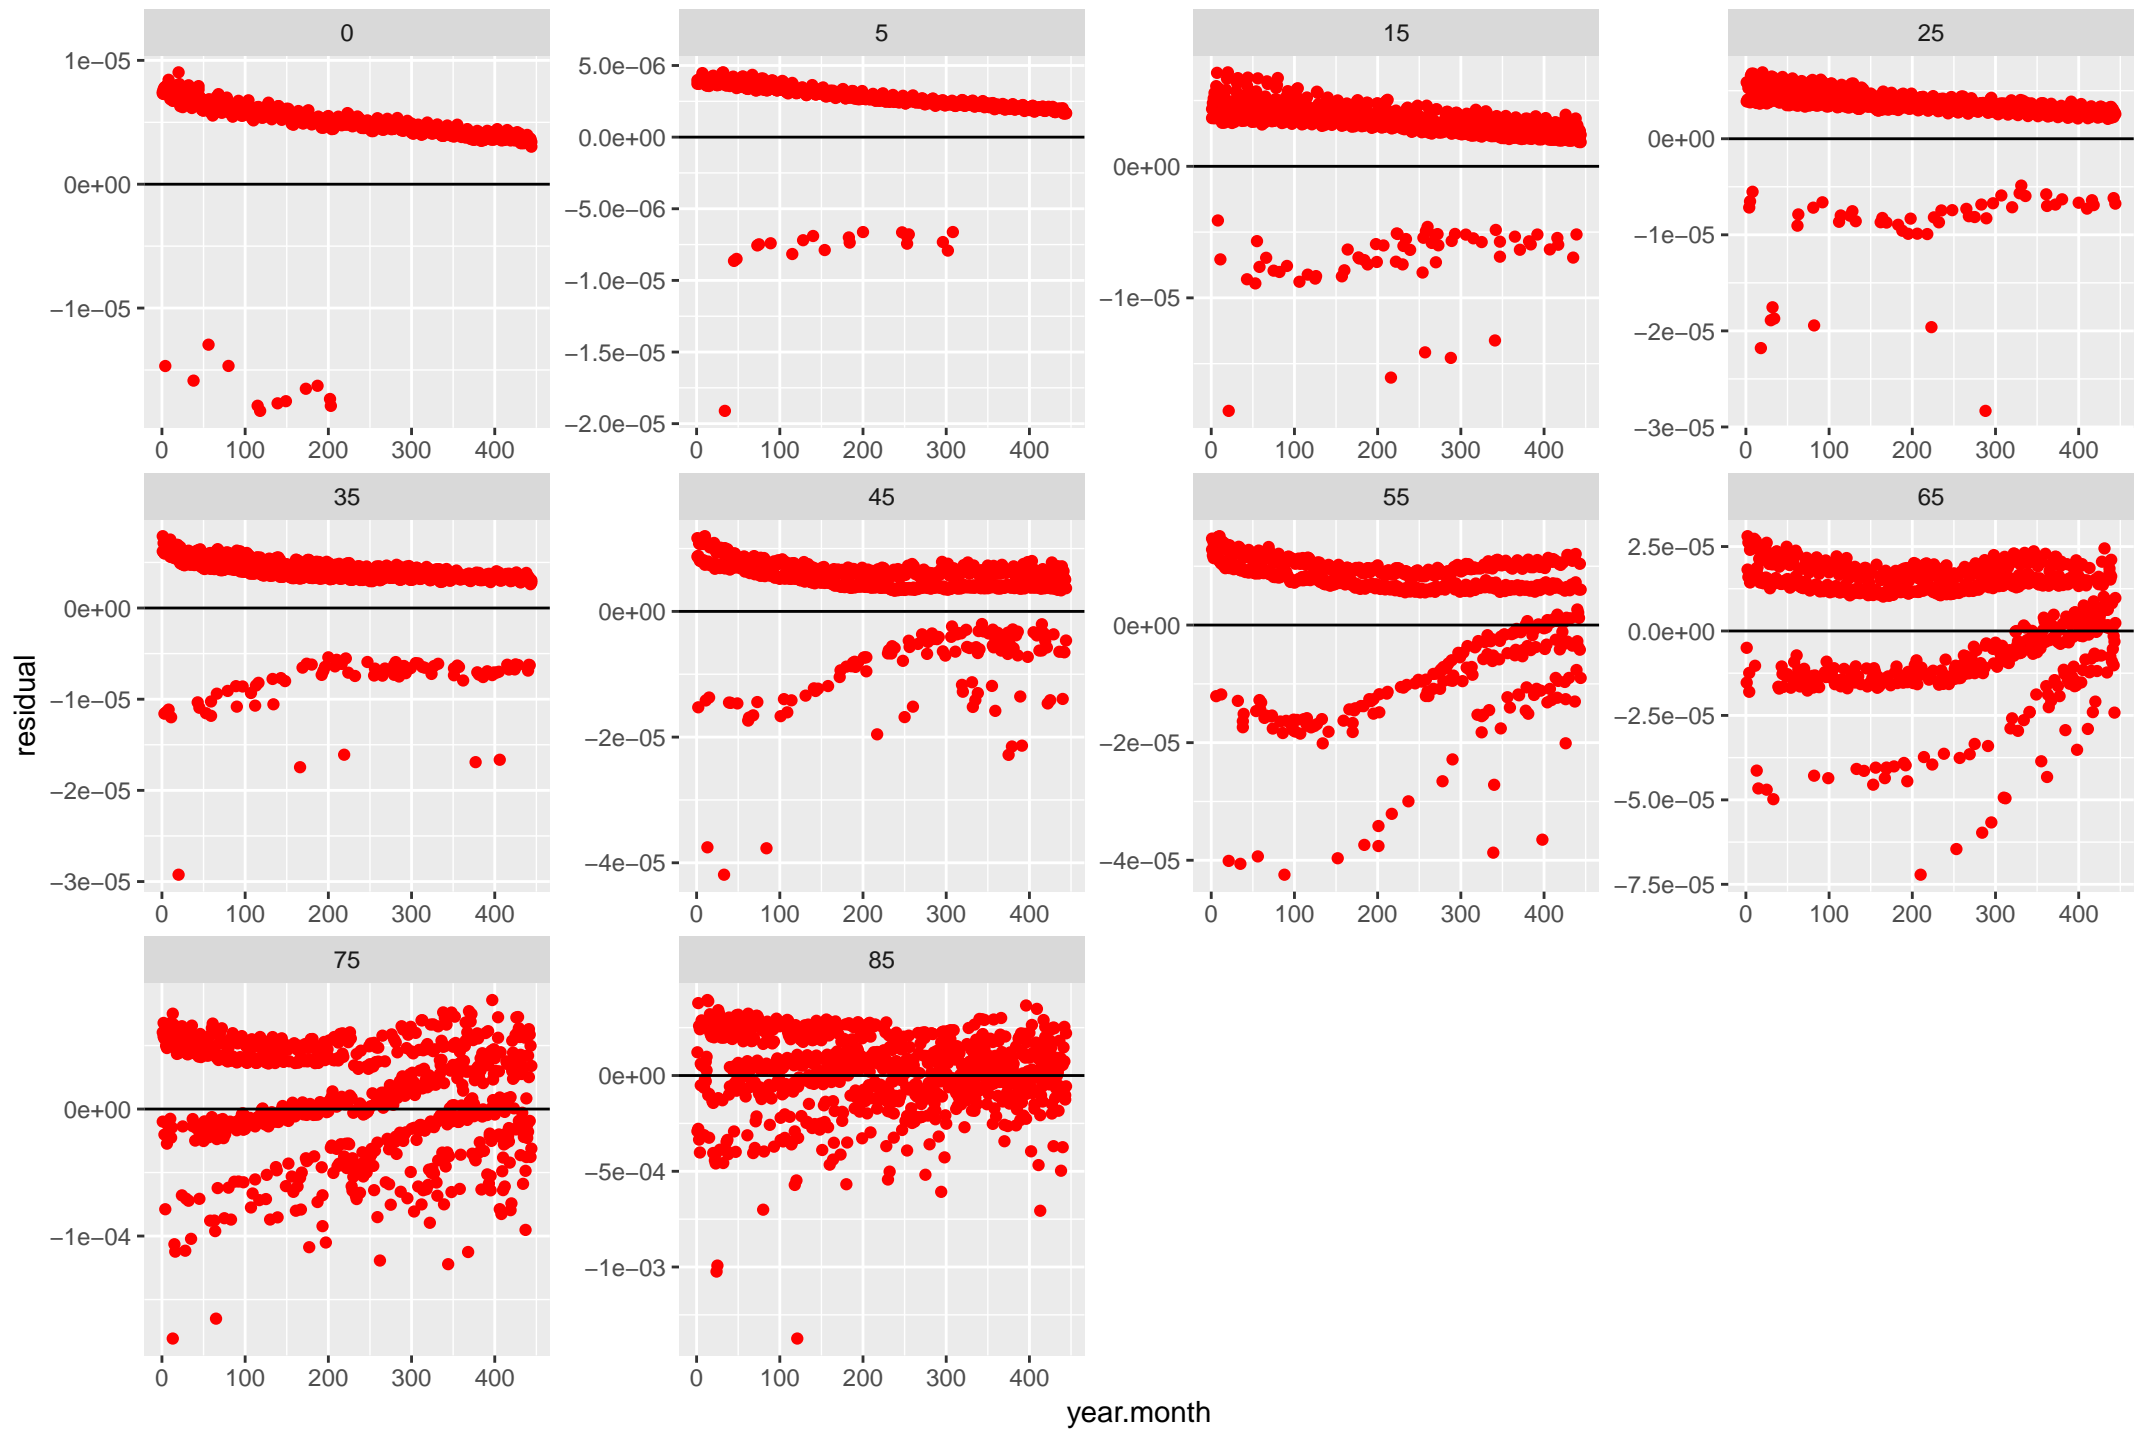 0 5 15 25
1e−05 0e+00 −1e−05
5.0e−06 0.0e+00 −5.0e−06 −1.0e−05 −1.5e−05 −2.0e−05
0e+00 −1e−05
0e+00 −1e−05 −2e−05 −3e−05
0 100 200 300 400 0 100 200 300 400 0 100 200 300 400 0 100 200 300 400
35 45 55 65
0e+00 −1e−05 −2e−05 −3e−05
0e+00 −2e−05 −4e−05
0e+00 −2e−05 −4e−05
2.5e−05 0.0e+00 −2.5e−05 −5.0e−05 −7.5e−05
0 100 200 300 400 0 100 200 300 400 0 100 200 300 400 0 100 200 300 400
residual
75 85
0e+00 −1e−04
0e+00 −5e−04 −1e−03
0 100 200 300 400 0 100 200 300 400
year.month